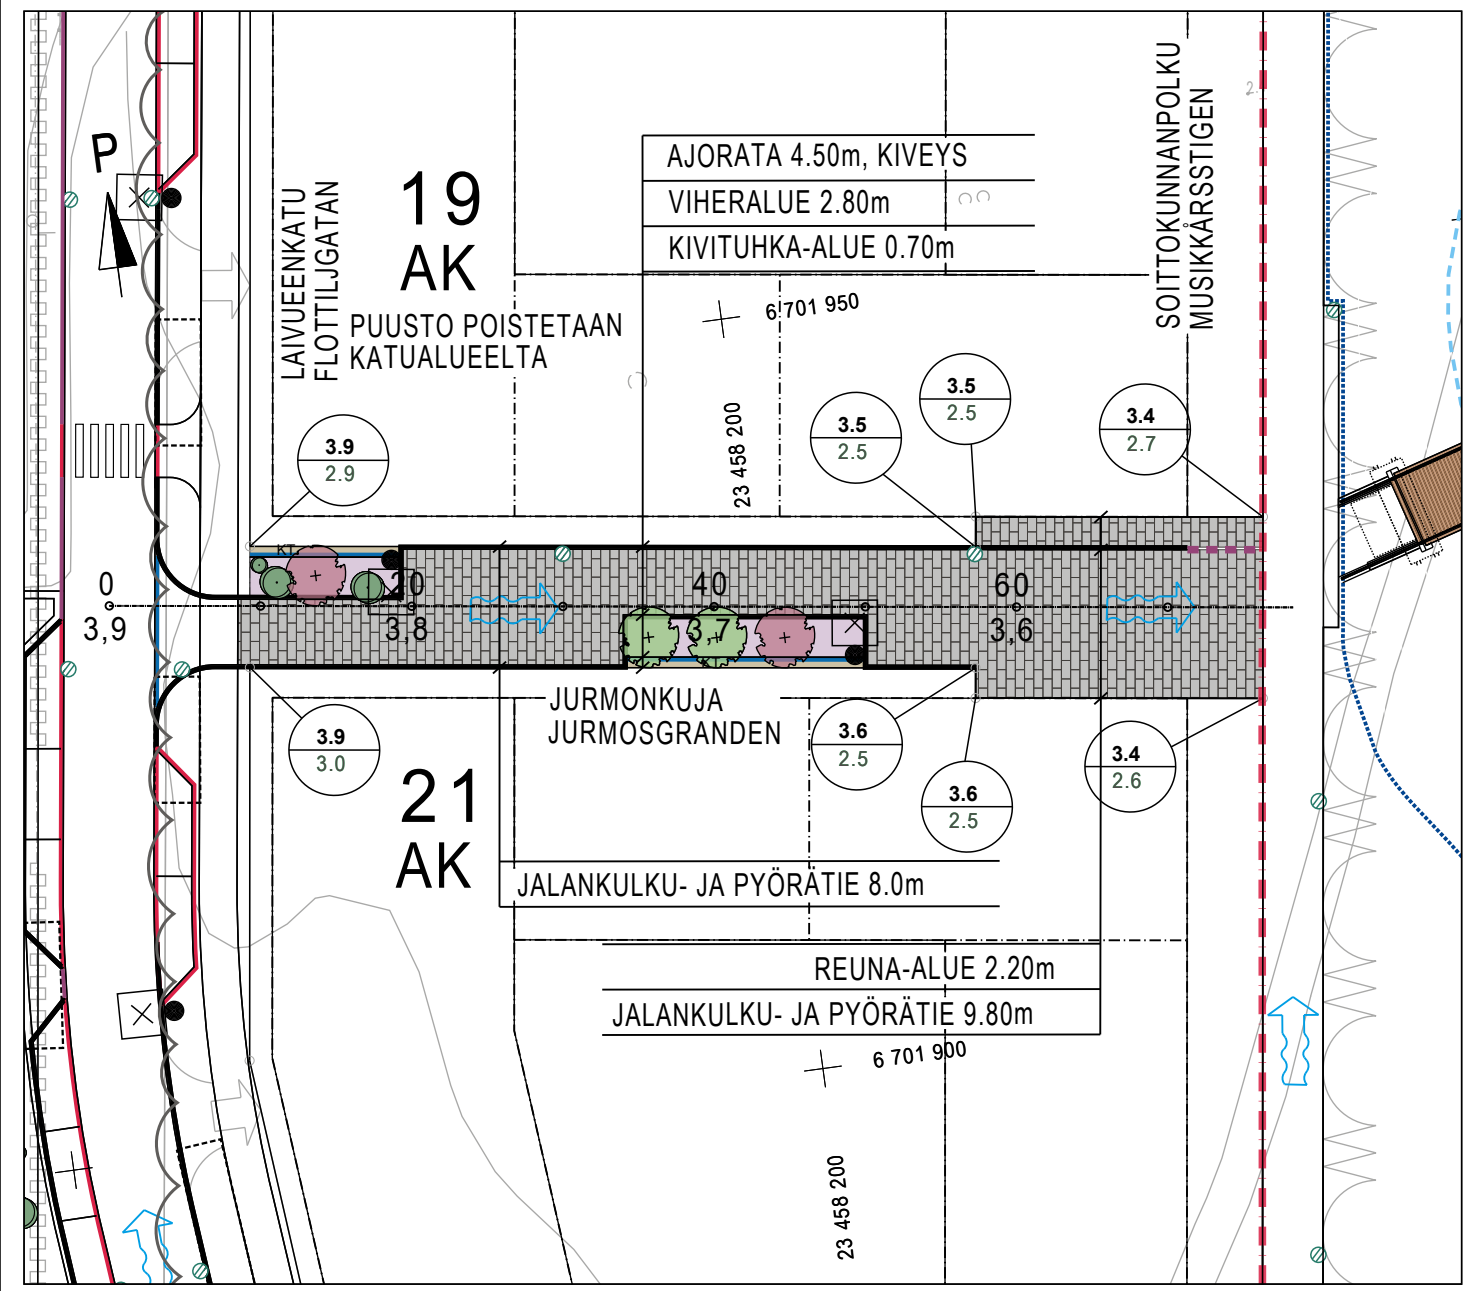 P
19
AK
LAIVUEENKATU
FLOTTILJGATAN
PUUSTO POISTETAAN
KATUALUEELTA
AJORATA 4.50m, KIVEYS
VIHERALUE 2.80m
KIVITUHKA-ALUE 0.70m
SOITTOKUNNANPOLKU
MUSIKKÅRSSTIGEN
2.
6 701 950
23 458 200
3.9
2.9
3.5
2.5
3.5
2.5
3.4
2.7
KT
0
20
40
60
3,9
3,8
3,7
3,6
JURMONKUJA
JURMOSGRANDEN
3.9
3.0
3.6
2.5
3.6
2.5
3.4
2.6
21
AK
JALANKULKU- JA PYÖRÄTIE 8.0m
REUNA-ALUE 2.20m
JALANKULKU- JA PYÖRÄTIE 9.80m
6 701 900
23 458 200